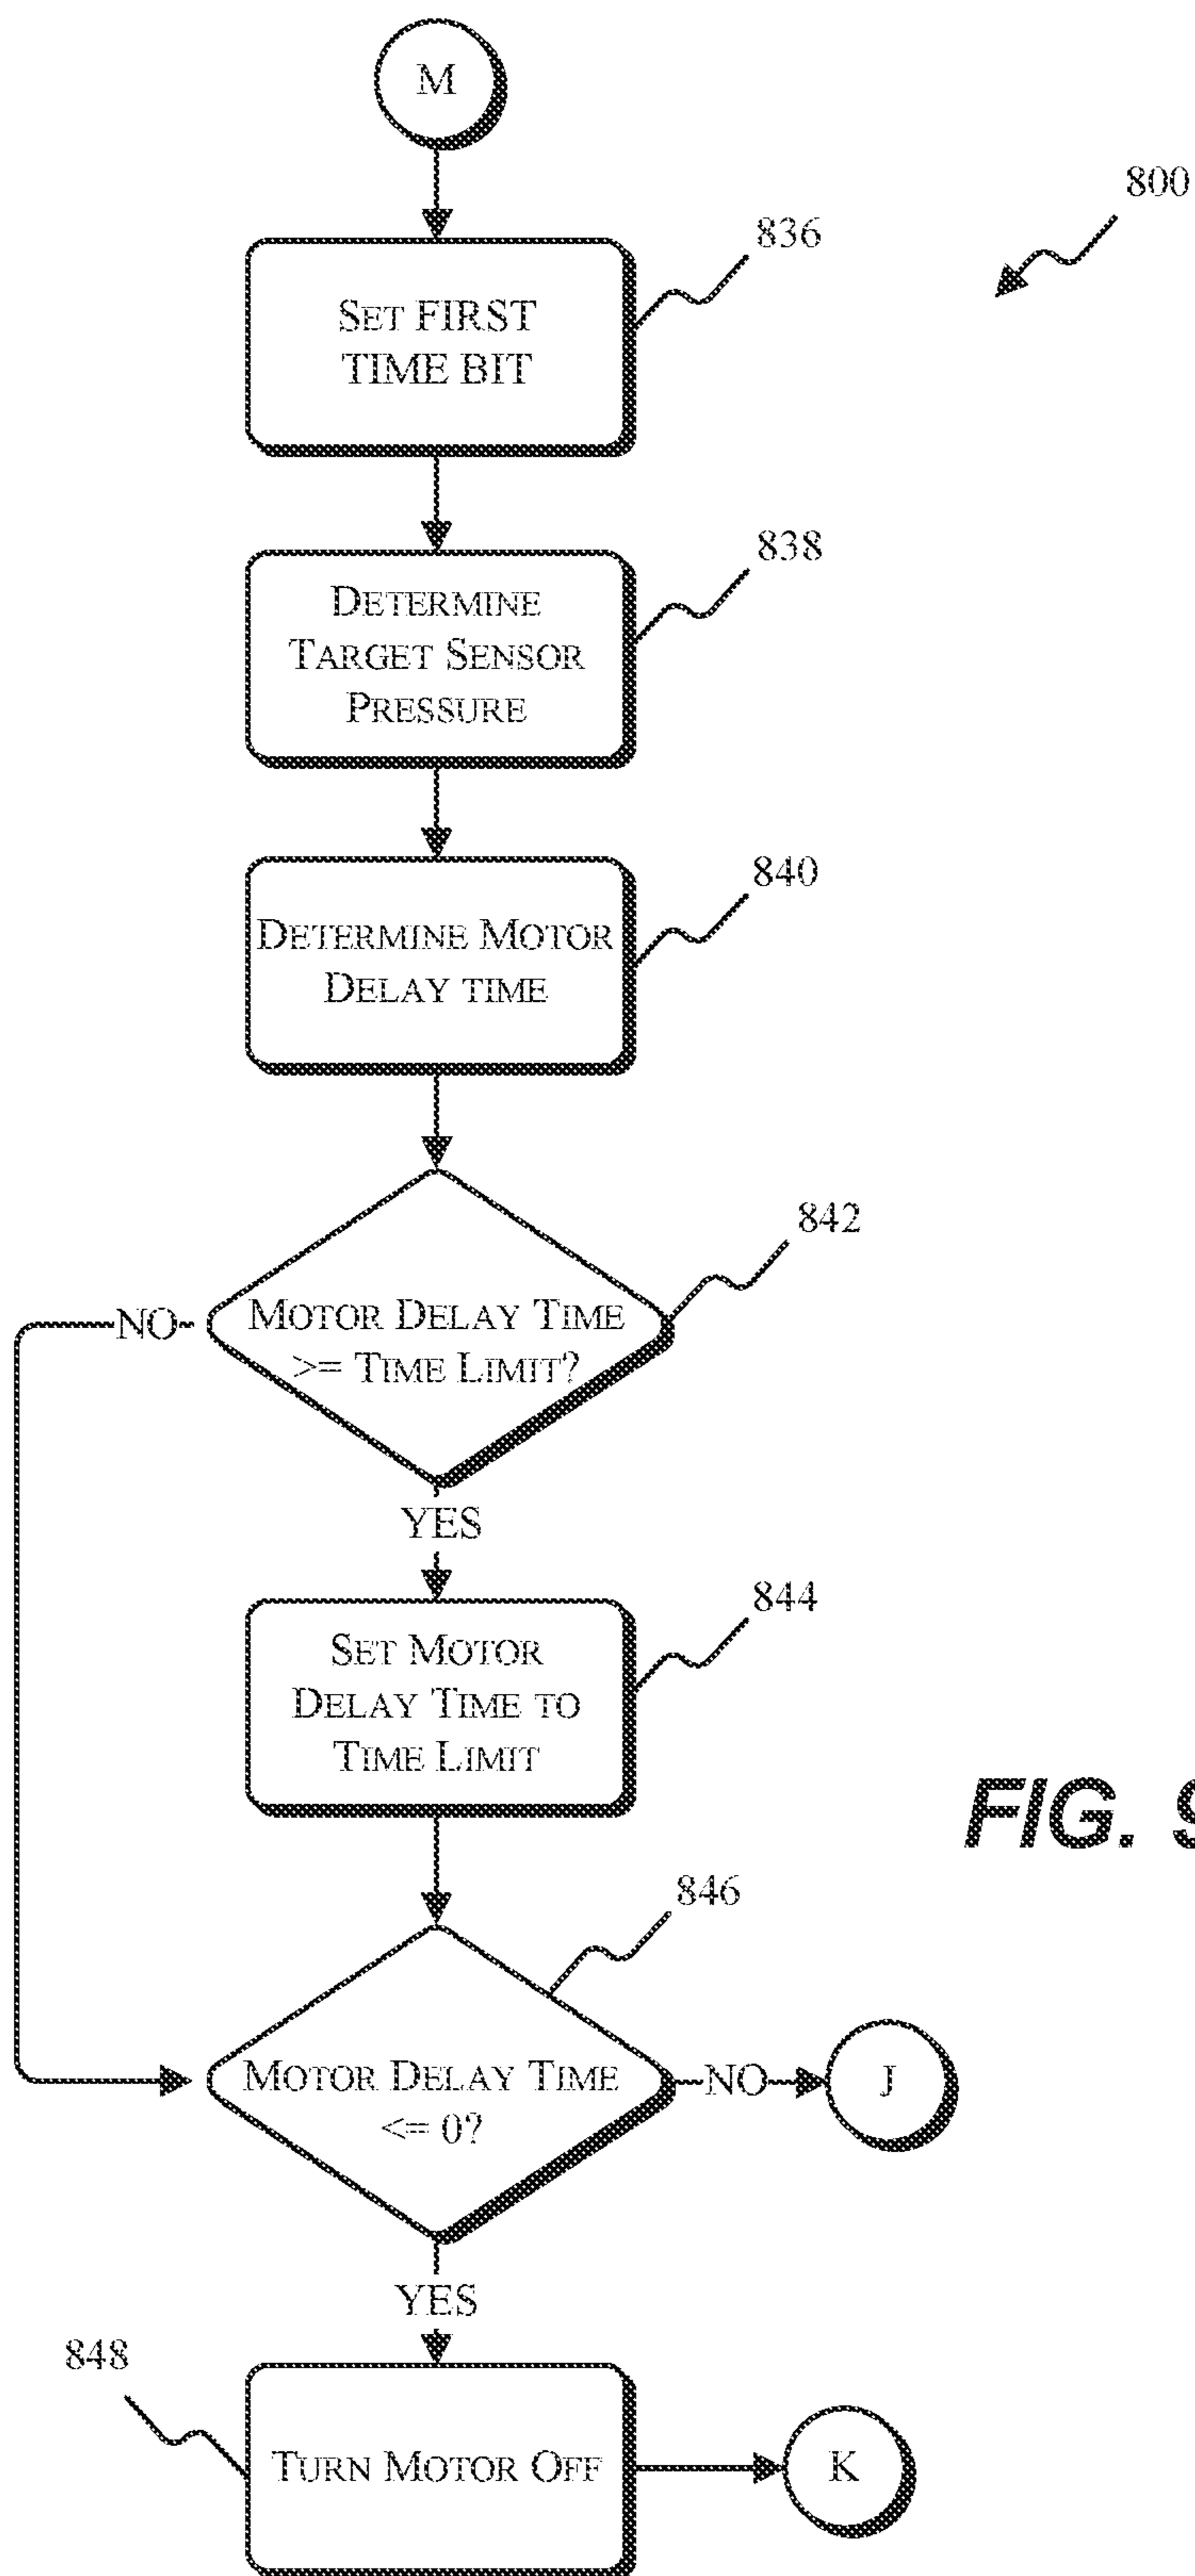 M
800
836
SET FIRST
TIME BIT
838
DETERMINE
TARGET SENSOR
PRESSURE
840
DETERMINE MOTOR
DELAY TIME
842
NO
MOTOR DELAY TIME
>= TIME LIMIT?
YES
844
SET MOTOR
DELAY TIME TO
TIME LIMIT
FIG. 9
846
MOTOR DELAY TIME
<= 0?
NO
J
YES
848
TURN MOTOR OFF
K